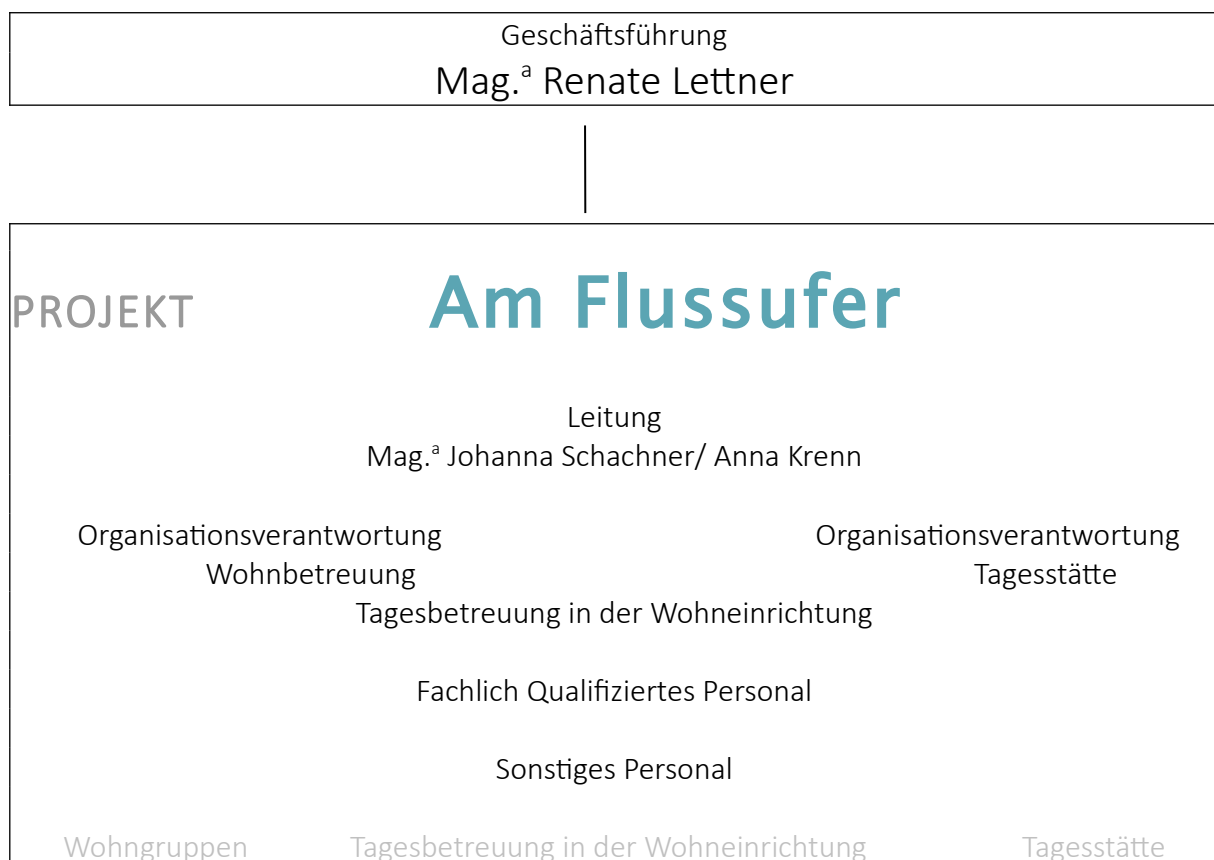 Geschäftsführung
Mag.ª Renate Lettner
PROJEKT Am Flussufer
Leitung
Mag.ª Johanna Schachner/ Anna Krenn
Organisationsverantwortung Organisationsverantwortung
Wohnbetreuung Tagesstätte
Tagesbetreuung in der Wohneinrichtung
Fachlich Qualifiziertes Personal
Sonstiges Personal
Wohngruppen Tagesbetreuung in der Wohneinrichtung Tagesstätte